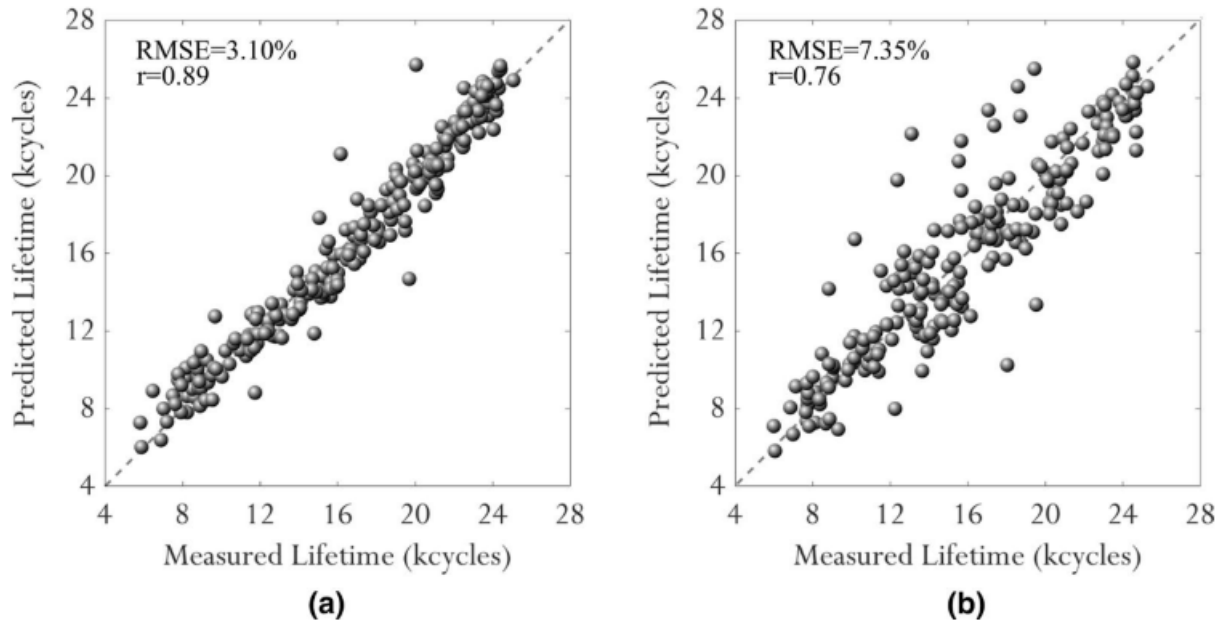 RMSE=3.10%
r=0.89
28
24
20
16
12
8
4
Predicted Lifetime (kcycles)
4 8 12 16 20 24 28
Measured Lifetime (kcycles)
(a)
RMSE=7.35%
r=0.76
28
24
20
16
12
8
4
Predicted Lifetime (kcycles)
4 8 12 16 20 24 28
Measured Lifetime (kcycles)
(b)